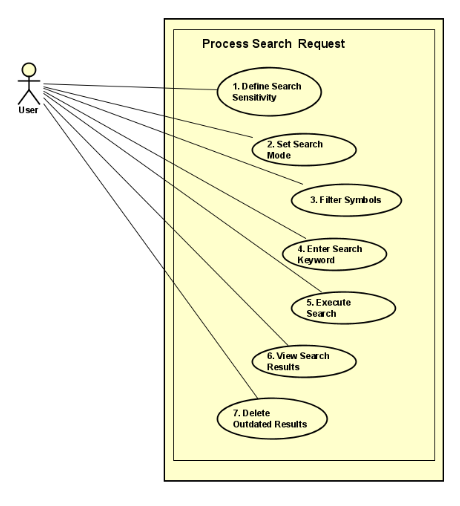 Process Search Request
1. Define Search
Sensitivity
User
2. Set Search
Mode
3. Filter Symbols
4. Enter Search
Keyword
5. Execute
Search
6. View Search
Results
7. Delete
Outdated Results